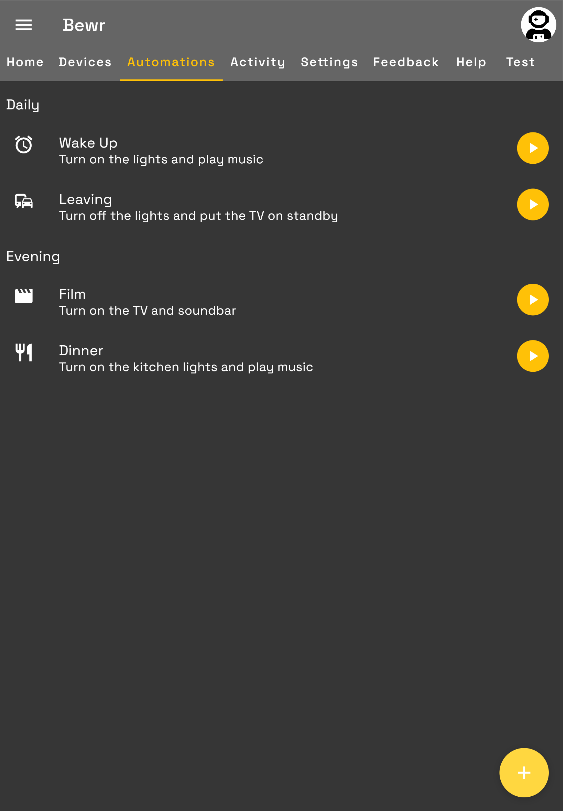 Bewr
Home Devices Automations Activity Settings Feedback Help Test
Daily
Wake Up
Turn on the lights and play music
Leaving
Turn off the lights and put the TV on standby
Evening
Film
Turn on the TV and soundbar
Dinner
Turn on the kitchen lights and play music